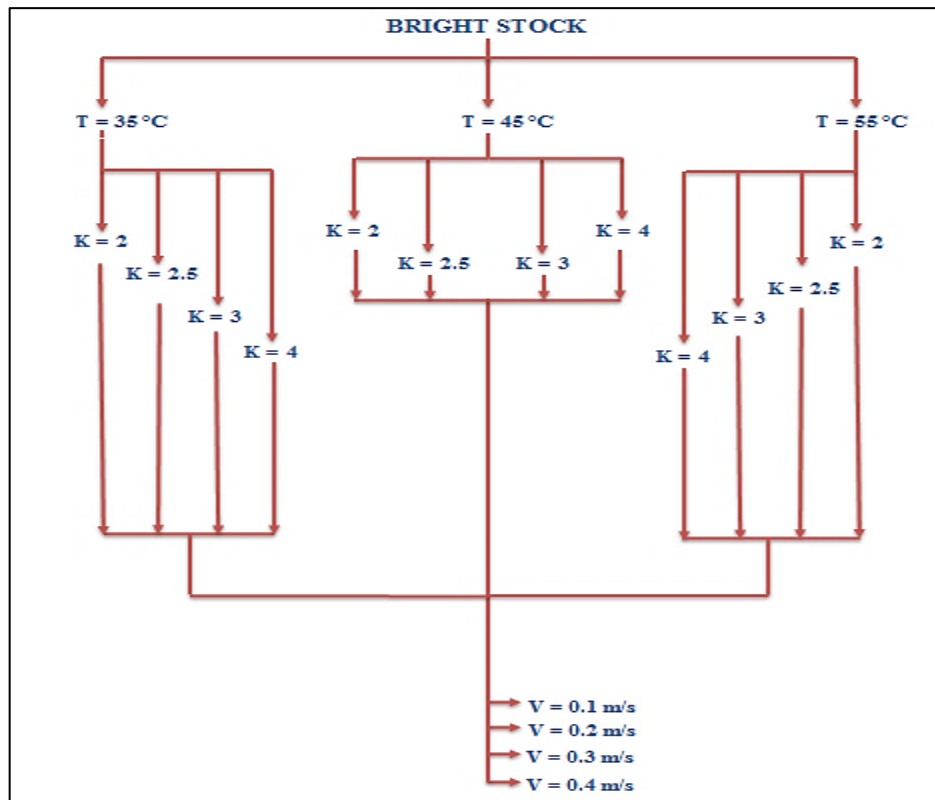 BRIGHT STOCK
T = 35 °C
T = 45 °C
T = 55 °C
K = 2
K = 2.5
K = 3
K = 4
K = 2
K = 2.5
K = 3
K = 4
K = 4
K = 3
K = 2.5
K = 2
V = 0.1 m/s
V = 0.2 m/s
V = 0.3 m/s
V = 0.4 m/s